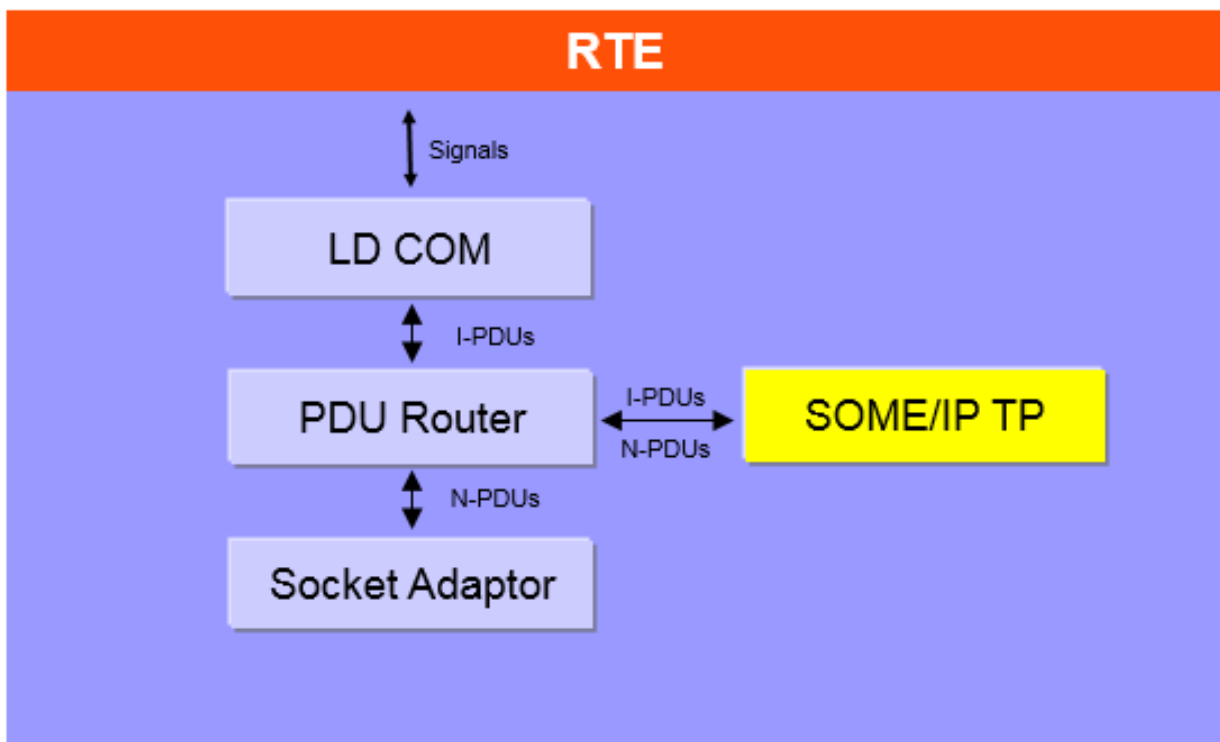 RTE
Signals
LD COM
I-PDUs
PDU Router
I-PDUs
N-PDUs
SOME/IP TP
N-PDUs
Socket Adaptor